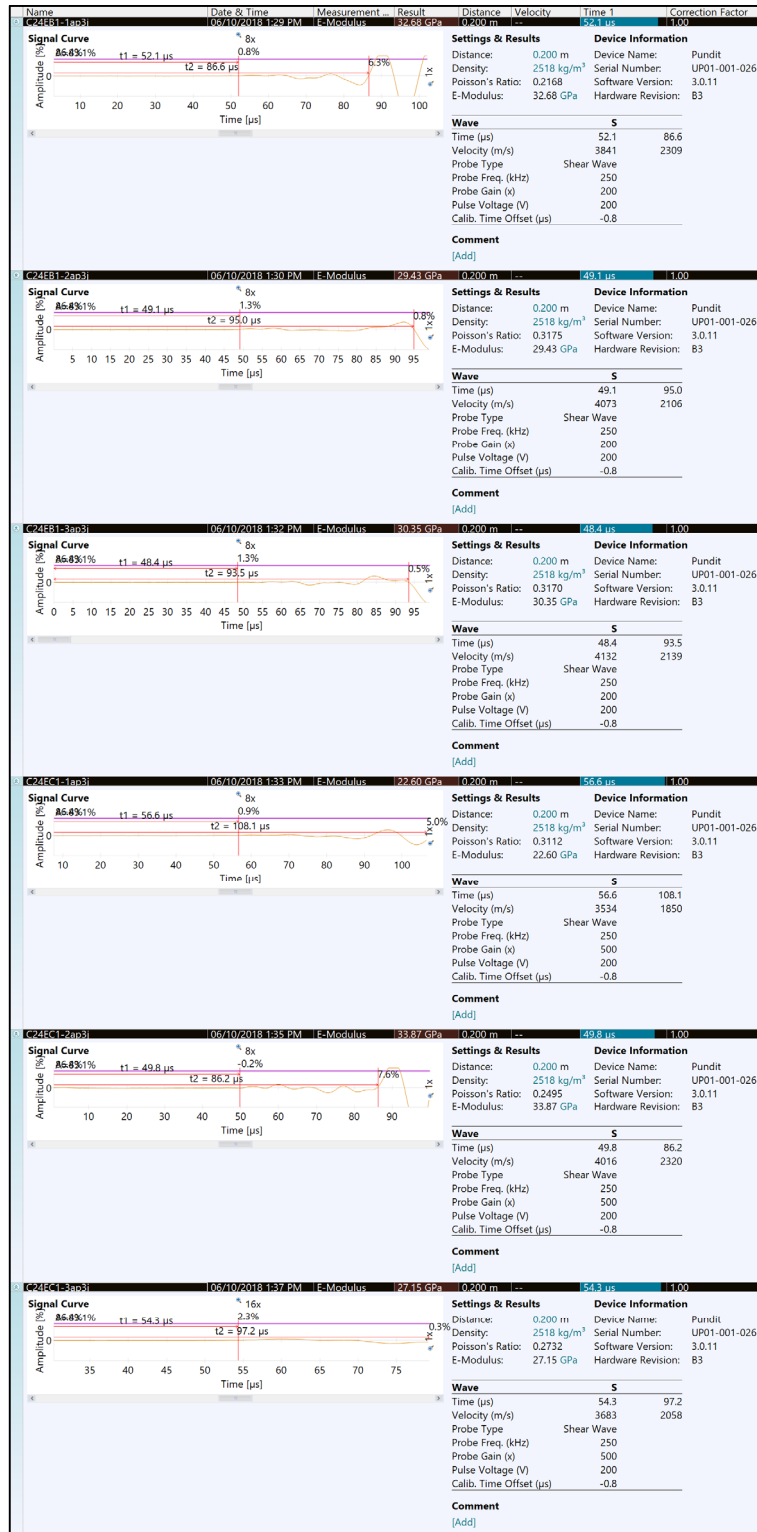 Name Date & Time Measurement ... Result Distance Velocity Time 1 Correction Factor
C24EB1-1ap3j 06/10/2018 1:29 PM E-Modulus 32.68 GPa 0.200 m -- 52.1 µs 1.00
Signal Curve 8x Settings & Results Device Information
t1 = 52.1 µs 0.8% Distance: 0.200 m Device Name: Pundit
t2 = 86.6 µs 6.3% Density: 2518 kg/m³ Serial Number: UP01-001-026
Amplitude [%] 0 1x Poisson's Ratio: 0.2168 Software Version: 3.0.11
10 20 30 40 50 60 70 80 90 100 E-Modulus: 32.68 GPa Hardware Revision: B3
Time [µs]
Wave S
Time (µs) 52.1 86.6
Velocity (m/s) 3841 2309
Probe Type Shear Wave
Probe Freq. (kHz) 250
Probe Gain (x) 200
Pulse Voltage (V) 200
Calib. Time Offset (µs) -0.8
Comment
[Add]
C24EB1-2ap3j 06/10/2018 1:30 PM E-Modulus 29.43 GPa 0.200 m -- 49.1 µs 1.00
Signal Curve 8x Settings & Results Device Information
t1 = 49.1 µs 1.3% Distance: 0.200 m Device Name: Pundit
t2 = 95.0 µs 0.8% Density: 2518 kg/m³ Serial Number: UP01-001-026
Amplitude [%] 0 1x Poisson's Ratio: 0.3175 Software Version: 3.0.11
5 10 15 20 25 30 35 40 45 50 55 60 65 70 75 80 85 90 95 E-Modulus: 29.43 GPa Hardware Revision: B3
Time [µs]
Wave S
Time (µs) 49.1 95.0
Velocity (m/s) 4073 2106
Probe Type Shear Wave
Probe Freq. (kHz) 250
Probe Gain (x) 200
Pulse Voltage (V) 200
Calib. Time Offset (µs) -0.8
Comment
[Add]
C24EB1-3ap3j 06/10/2018 1:32 PM E-Modulus 30.35 GPa 0.200 m -- 48.4 µs 1.00
Signal Curve 8x Settings & Results Device Information
t1 = 48.4 µs 1.3% Distance: 0.200 m Device Name: Pundit
t2 = 93.5 µs 0.5% Density: 2518 kg/m³ Serial Number: UP01-001-026
Amplitude [%] 0 1x Poisson's Ratio: 0.3170 Software Version: 3.0.11
0 5 10 15 20 25 30 35 40 45 50 55 60 65 70 75 80 85 90 95 E-Modulus: 30.35 GPa Hardware Revision: B3
Time [µs]
Wave S
Time (µs) 48.4 93.5
Velocity (m/s) 4132 2139
Probe Type Shear Wave
Probe Freq. (kHz) 250
Probe Gain (x) 200
Pulse Voltage (V) 200
Calib. Time Offset (µs) -0.8
Comment
[Add]
C24EC1-1ap3j 06/10/2018 1:33 PM E-Modulus 22.60 GPa 0.200 m -- 56.6 µs 1.00
Signal Curve 8x Settings & Results Device Information
t1 = 56.6 µs 0.9% Distance: 0.200 m Device Name: Pundit
t2 = 108.1 µs 5.0% Density: 2518 kg/m³ Serial Number: UP01-001-026
Amplitude [%] 0 1x Poisson's Ratio: 0.3112 Software Version: 3.0.11
10 20 30 40 50 60 70 80 90 100 E-Modulus: 22.60 GPa Hardware Revision: B3
Time [µs]
Wave S
Time (µs) 56.6 108.1
Velocity (m/s) 3534 1850
Probe Type Shear Wave
Probe Freq. (kHz) 250
Probe Gain (x) 500
Pulse Voltage (V) 200
Calib. Time Offset (µs) -0.8
Comment
[Add]
C24EC1-2ap3j 06/10/2018 1:35 PM E-Modulus 33.87 GPa 0.200 m -- 49.8 µs 1.00
Signal Curve 8x Settings & Results Device Information
t1 = 49.8 µs -0.2% Distance: 0.200 m Device Name: Pundit
t2 = 86.2 µs 7.6% Density: 2518 kg/m³ Serial Number: UP01-001-026
Amplitude [%] 0 1x Poisson's Ratio: 0.2495 Software Version: 3.0.11
10 20 30 40 50 60 70 80 90 E-Modulus: 33.87 GPa Hardware Revision: B3
Time [µs]
Wave S
Time (µs) 49.8 86.2
Velocity (m/s) 4016 2320
Probe Type Shear Wave
Probe Freq. (kHz) 250
Probe Gain (x) 500
Pulse Voltage (V) 200
Calib. Time Offset (µs) -0.8
Comment
[Add]
C24EC1-3ap3j 06/10/2018 1:37 PM E-Modulus 27.15 GPa 0.200 m -- 54.3 µs 1.00
Signal Curve 16x Settings & Results Device Information
t1 = 54.3 µs 2.3% Distance: 0.200 m Device Name: Pundit
t2 = 97.2 µs 0.3% Density: 2518 kg/m³ Serial Number: UP01-001-026
Amplitude [%] 0 1x Poisson's Ratio: 0.2732 Software Version: 3.0.11
35 40 45 50 55 60 65 70 75 E-Modulus: 27.15 GPa Hardware Revision: B3
Time [µs]
Wave S
Time (µs) 54.3 97.2
Velocity (m/s) 3683 2058
Probe Type Shear Wave
Probe Freq. (kHz) 250
Probe Gain (x) 500
Pulse Voltage (V) 200
Calib. Time Offset (µs) -0.8
Comment
[Add]